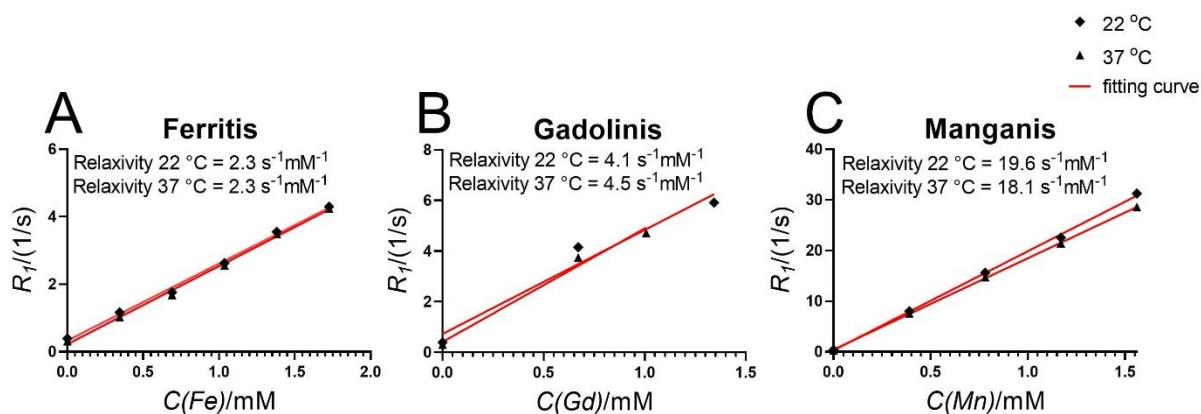 22 °C
37 °C
fitting curve
A
Ferritis
Relaxivity 22 °C = 2.3 s⁻¹mM⁻¹
Relaxivity 37 °C = 2.3 s⁻¹mM⁻¹
R₁/(1/s)
6
4
2
0
0.0 0.5 1.0 1.5 2.0
C(Fe)/mM
B
Gadolinis
Relaxivity 22 °C = 4.1 s⁻¹mM⁻¹
Relaxivity 37 °C = 4.5 s⁻¹mM⁻¹
R₁/(1/s)
8
6
4
2
0
0.0 0.5 1.0 1.5
C(Gd)/mM
C
Manganis
Relaxivity 22 °C = 19.6 s⁻¹mM⁻¹
Relaxivity 37 °C = 18.1 s⁻¹mM⁻¹
R₁/(1/s)
40
30
20
10
0
0.0 0.5 1.0 1.5
C(Mn)/mM